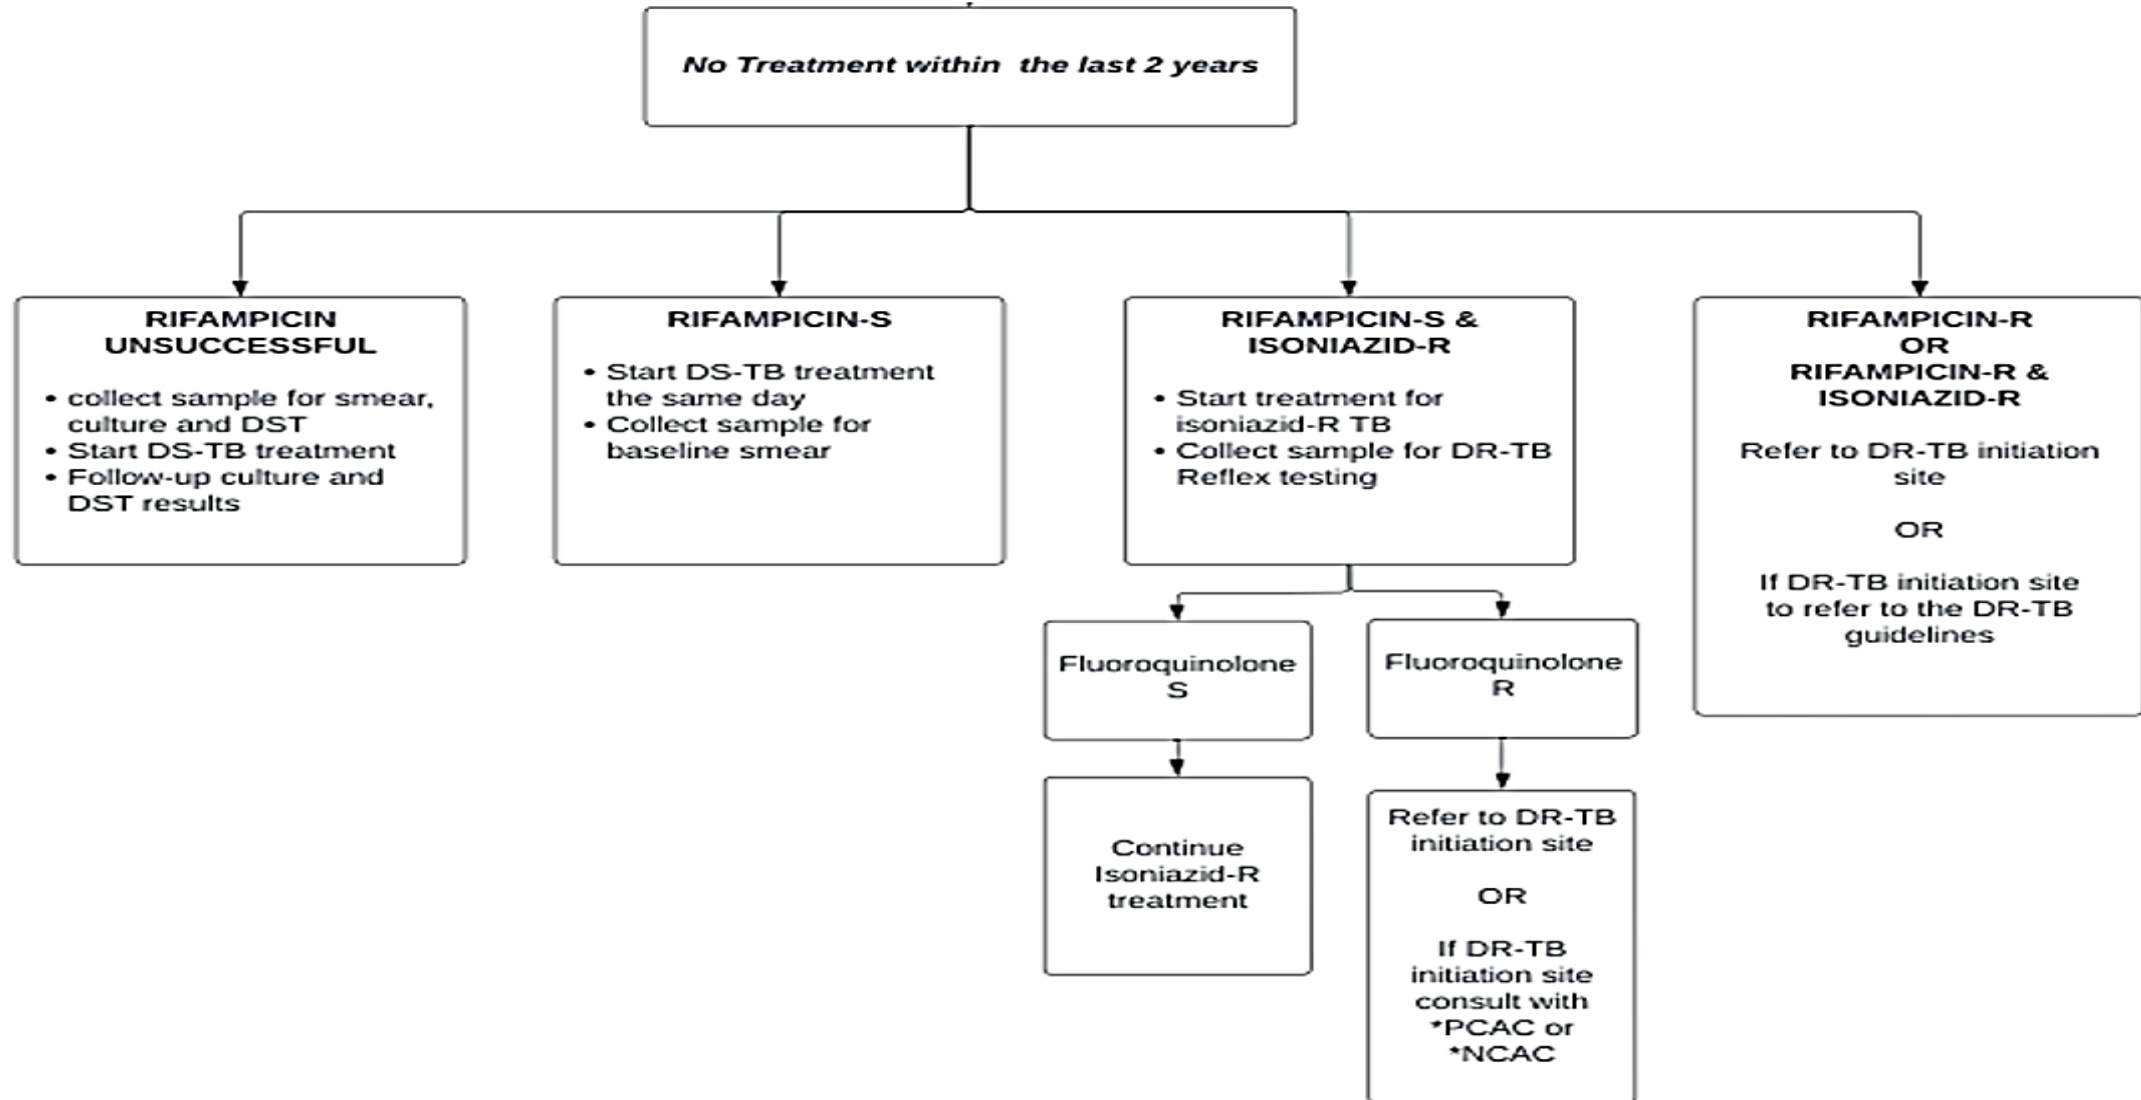 No Treatment within the last 2 years
RIFAMPICIN
UNSUCCESSFUL
• collect sample for smear,
culture and DST
• Start DS-TB treatment
• Follow-up culture and
DST results
RIFAMPICIN-S
• Start DS-TB treatment
the same day
• Collect sample for
baseline smear
RIFAMPICIN-S &
ISONIAZID-R
• Start treatment for
isoniazid-R TB
• Collect sample for DR-TB
Reflex testing
RIFAMPICIN-R
OR
RIFAMPICIN-R &
ISONIAZID-R
Refer to DR-TB initiation
site
OR
If DR-TB initiation site
to refer to the DR-TB
guidelines
Fluoroquinolone
S
Fluoroquinolone
R
Continue
Isoniazid-R
treatment
Refer to DR-TB
initiation site
OR
If DR-TB
initiation site
consult with
*PCAC or
*NCAC